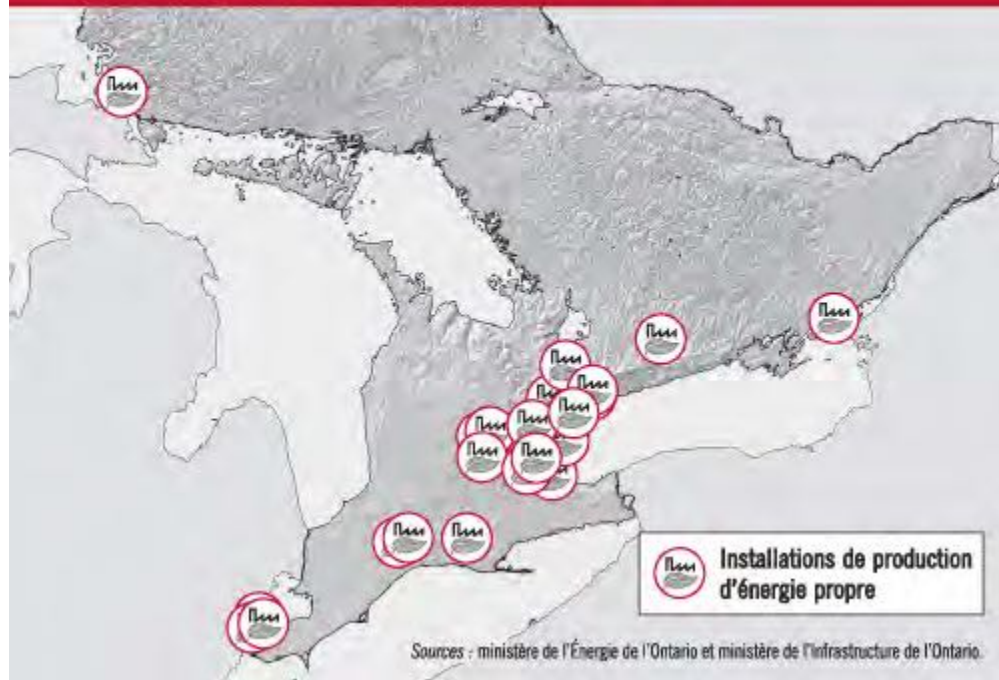 Installations de production
d'énergie propre
Sources : ministère de l'Énergie de l'Ontario et ministère de l'Infrastructure de l'Ontario.